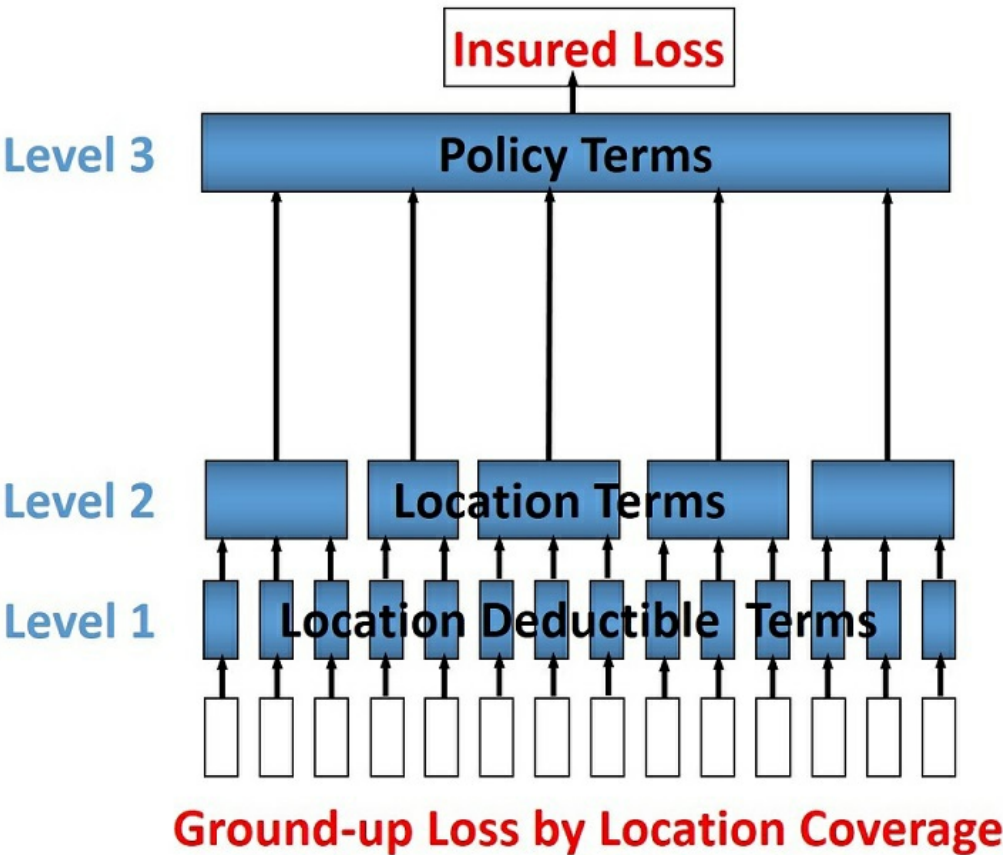 Insured Loss
Level 3
Policy Terms
Level 2
Location Terms
Level 1
Location Deductible Terms
Ground-up Loss by Location Coverage